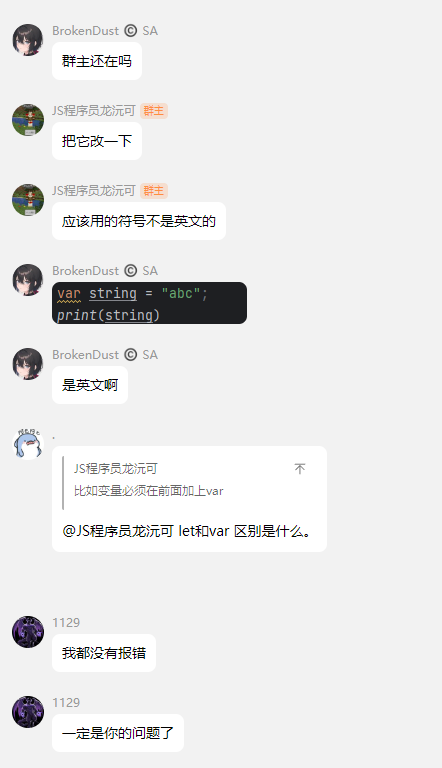 BrokenDust © SA
群主还在吗
JS程序员龙沅可 群主
把它改一下
JS程序员龙沅可 群主
应该用的符号不是英文的
BrokenDust © SA
var string = "abc";
print(string)
BrokenDust © SA
是英文啊
.
JS程序员龙沅可
比如变量必须在前面加上var
@JS程序员龙沅可 let和var 区别是什么。
1129
我都没有报错
1129
一定是你的问题了